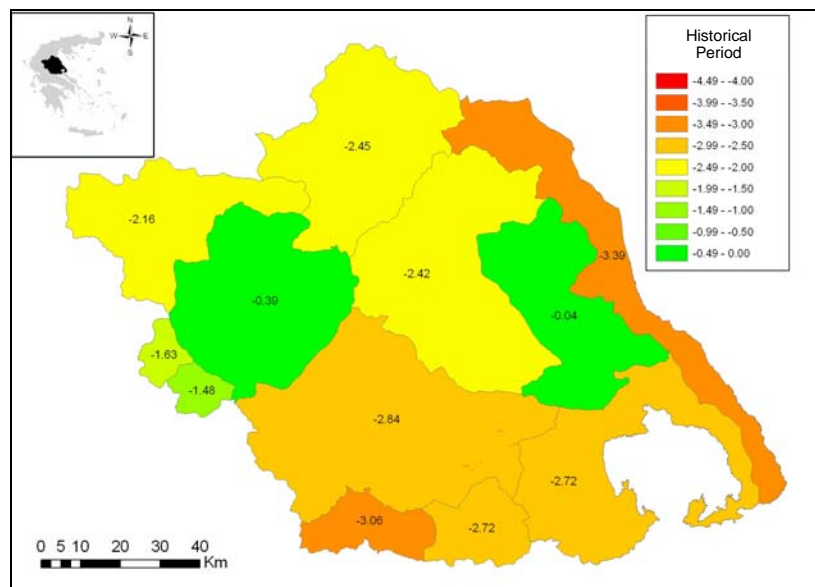 N
W E
S
Historical
Period
-4.49 - -4.00
-3.99 - -3.50
-3.49 - -3.00
-2.99 - -2.50
-2.49 - -2.00
-1.99 - -1.50
-1.49 - -1.00
-0.99 - -0.50
-0.49 - 0.00
-2.45
-2.16
-3.39
-2.42
-0.39
-0.04
-1.63
-1.48
-2.84
-2.72
-3.06
-2.72
0 5 10 20 30 40
Km